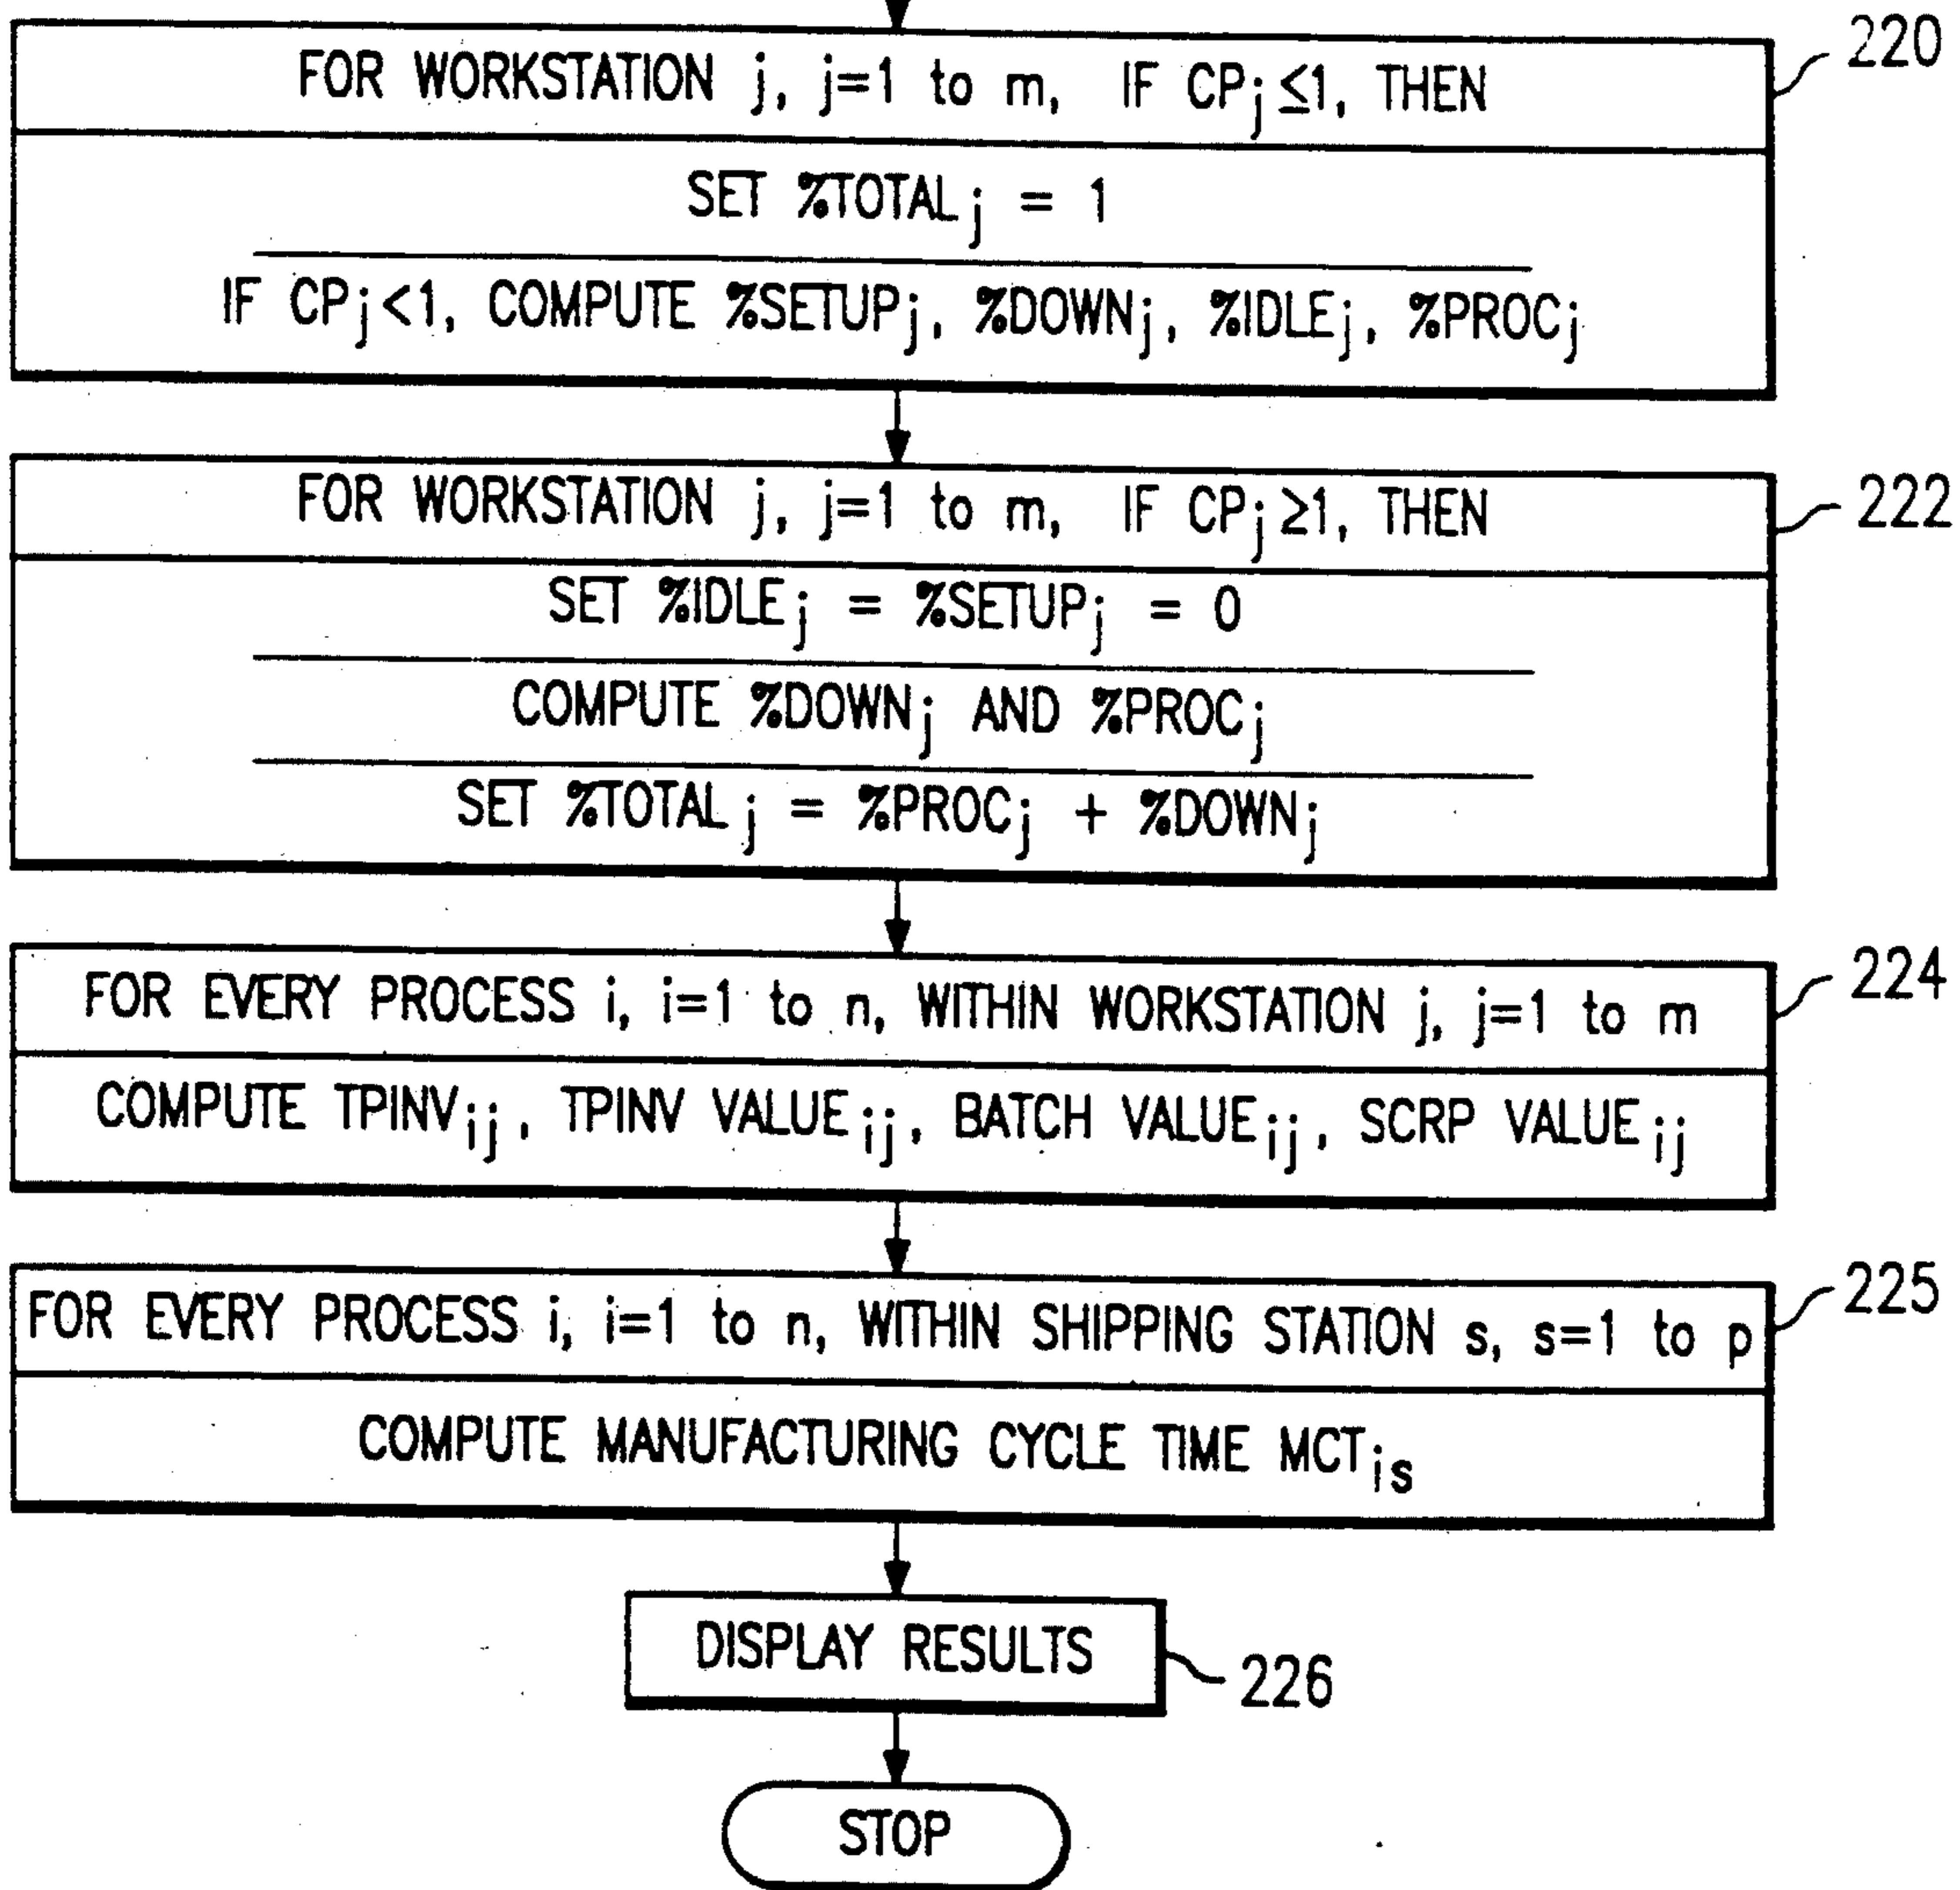 FOR WORKSTATION j, j=1 to m, IF CPj≤1, THEN
220
SET %TOTALj = 1
IF CPj<1, COMPUTE %SETUPj, %DOWNj, %IDLEj, %PROCj
FOR WORKSTATION j, j=1 to m, IF CPj≥1, THEN
222
SET %IDLEj = %SETUPj = 0
COMPUTE %DOWNj AND %PROCj
SET %TOTALj = %PROCj + %DOWNj
FOR EVERY PROCESS i, i=1 to n, WITHIN WORKSTATION j, j=1 to m
224
COMPUTE TPINVij, TPINV VALUEij, BATCH VALUEij, SCRP VALUEij
FOR EVERY PROCESS i, i=1 to n, WITHIN SHIPPING STATION s, s=1 to p
225
COMPUTE MANUFACTURING CYCLE TIME MCTis
DISPLAY RESULTS
226
STOP